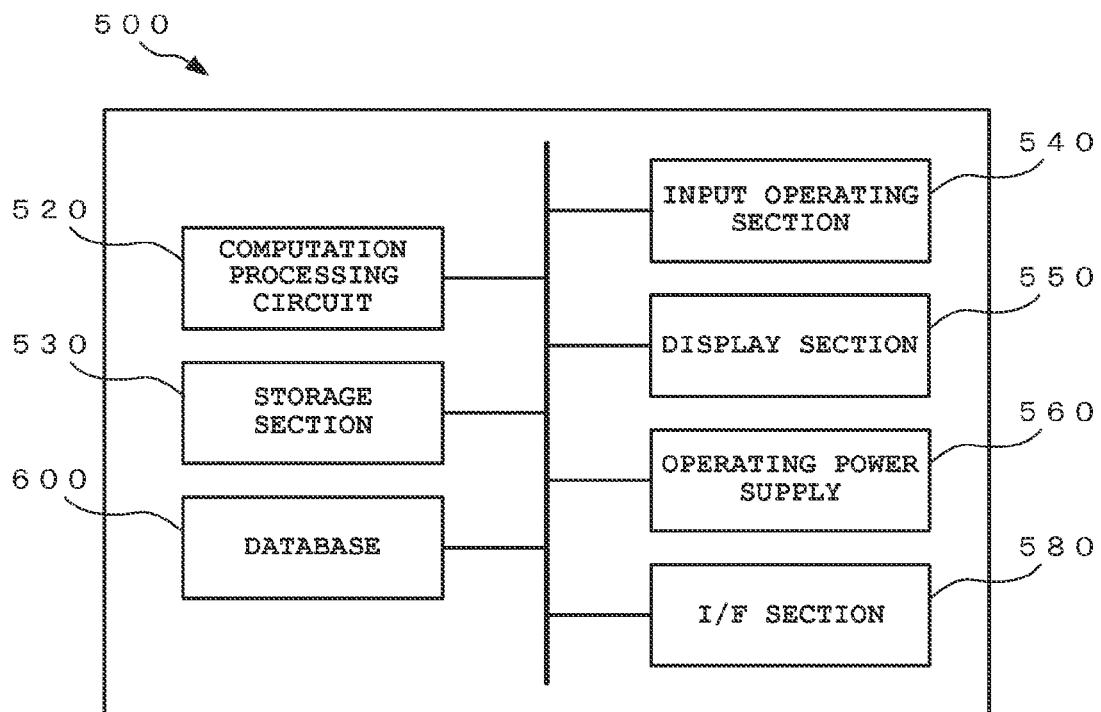 500
540
INPUT OPERATING
SECTION
520
COMPUTATION
PROCESSING
CIRCUIT
550
DISPLAY SECTION
530
STORAGE
SECTION
560
OPERATING POWER
SUPPLY
600
DATABASE
580
I/F SECTION